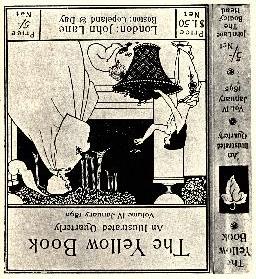 The
Yellow
Book
An
Illustrated
Quarterly
Vol IV
January
1895
5/-
Net
John Lane
The
Bodley
Head
The Yellow Book
An Illustrated Quarterly
Volume IV January 1895
Price
$1.50
Net
London: John Lane
Boston: Copeland & Day
Price
5/-
Net